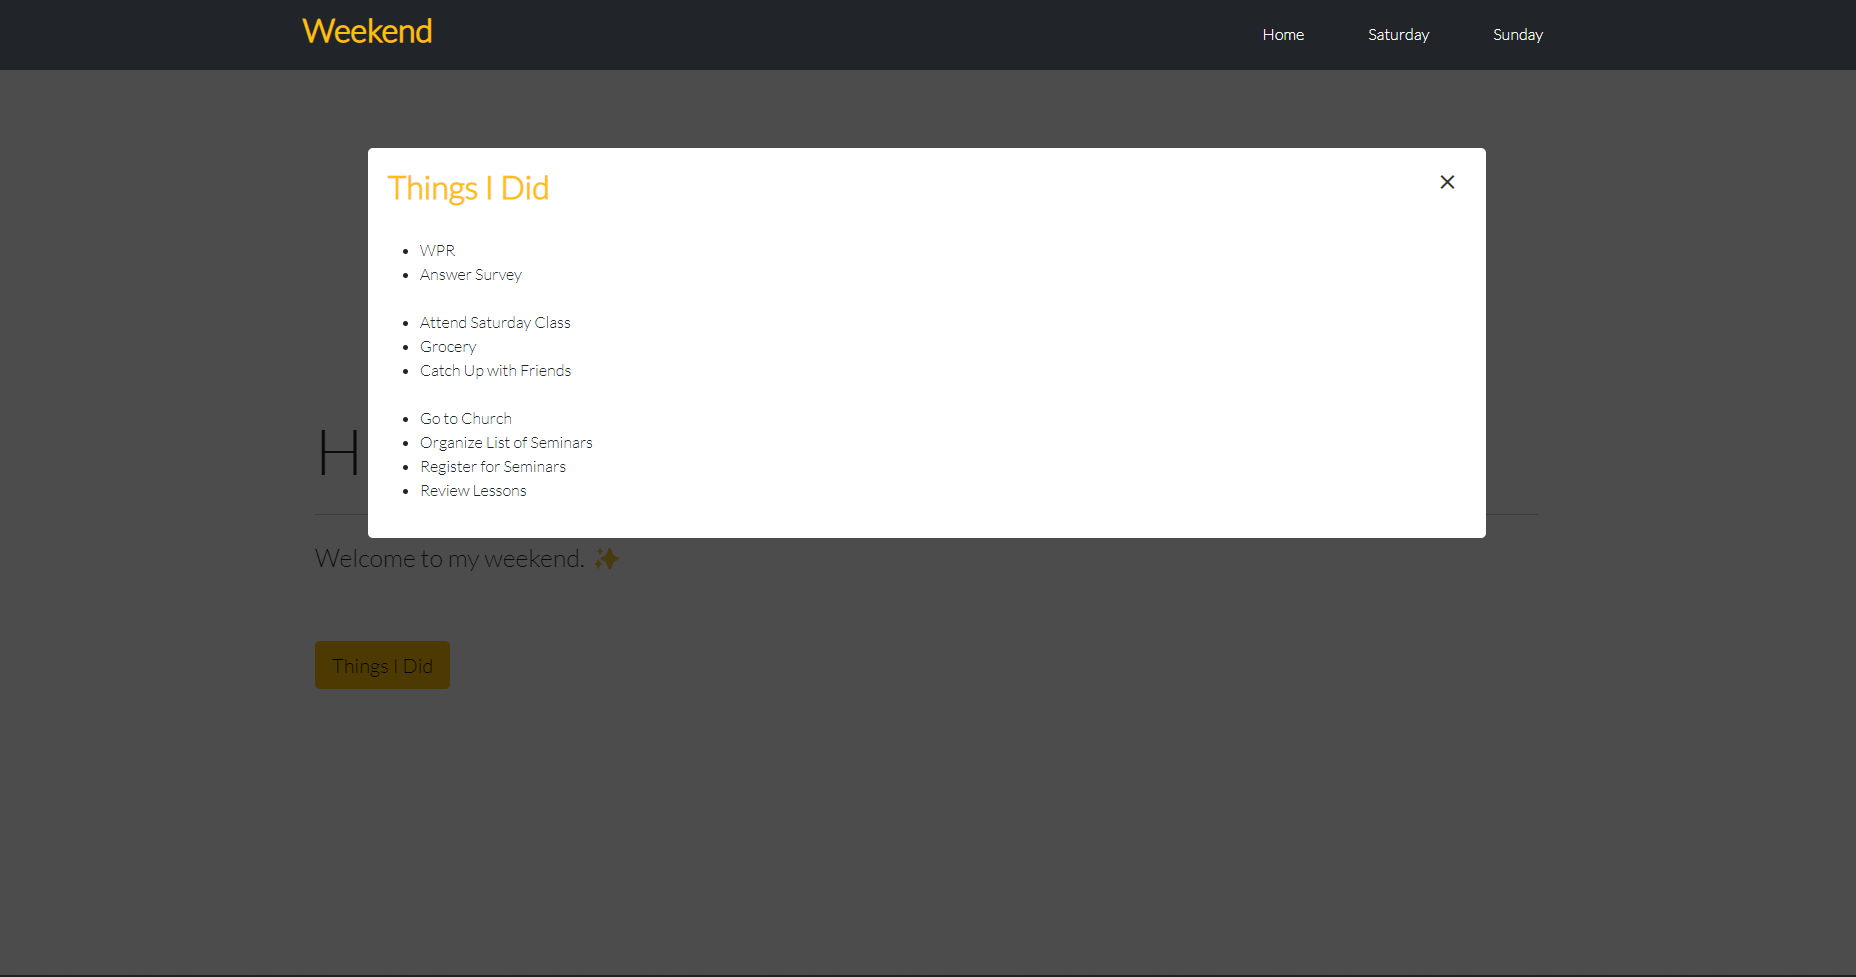 Weekend
Home
Saturday
Sunday
Things I Did
WPR
Answer Survey
Attend Saturday Class
Grocery
Catch Up with Friends
Go to Church
Organize List of Seminars
Register for Seminars
Review Lessons
H
Welcome to my weekend. ✨
Things I Did